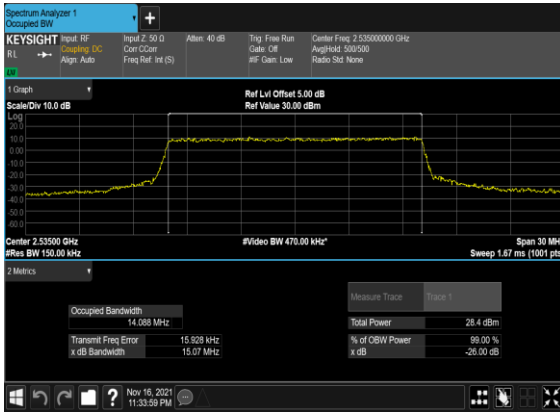 Spectrum Analyzer 1
Occupied BW
KEYSIGHT
RL
LW
Input: RF
Coupling: DC
Align: Auto
Input Z: 50 Ω
Corr CCorr
Freq Ref: Int (S)
Atten: 40 dB
Trig: Free Run
Gate: Off
#IF Gain: Low
Center Freq: 2.535000000 GHz
Avg|Hold: 500/500
Radio Std: None
1 Graph
Scale/Div 10.0 dB
Ref Lvl Offset 5.00 dB
Ref Value 30.00 dBm
Log
20.0
10.0
0.00
-10.0
-20.0
-30.0
-40.0
-50.0
-60.0
Center 2.53500 GHz
#Video BW 470.00 kHz*
Span 30 MH
#Res BW 150.00 kHz
Sweep 1.67 ms (1001 pts
2 Metrics
Measure Trace
Trace 1
Occupied Bandwidth
14.088 MHz
Total Power
28.4 dBm
Transmit Freq Error
15.928 kHz
% of OBW Power
99.00 %
x dB Bandwidth
15.07 MHz
x dB
-26.00 dB
Nov 16, 2021
11:33:59 PM